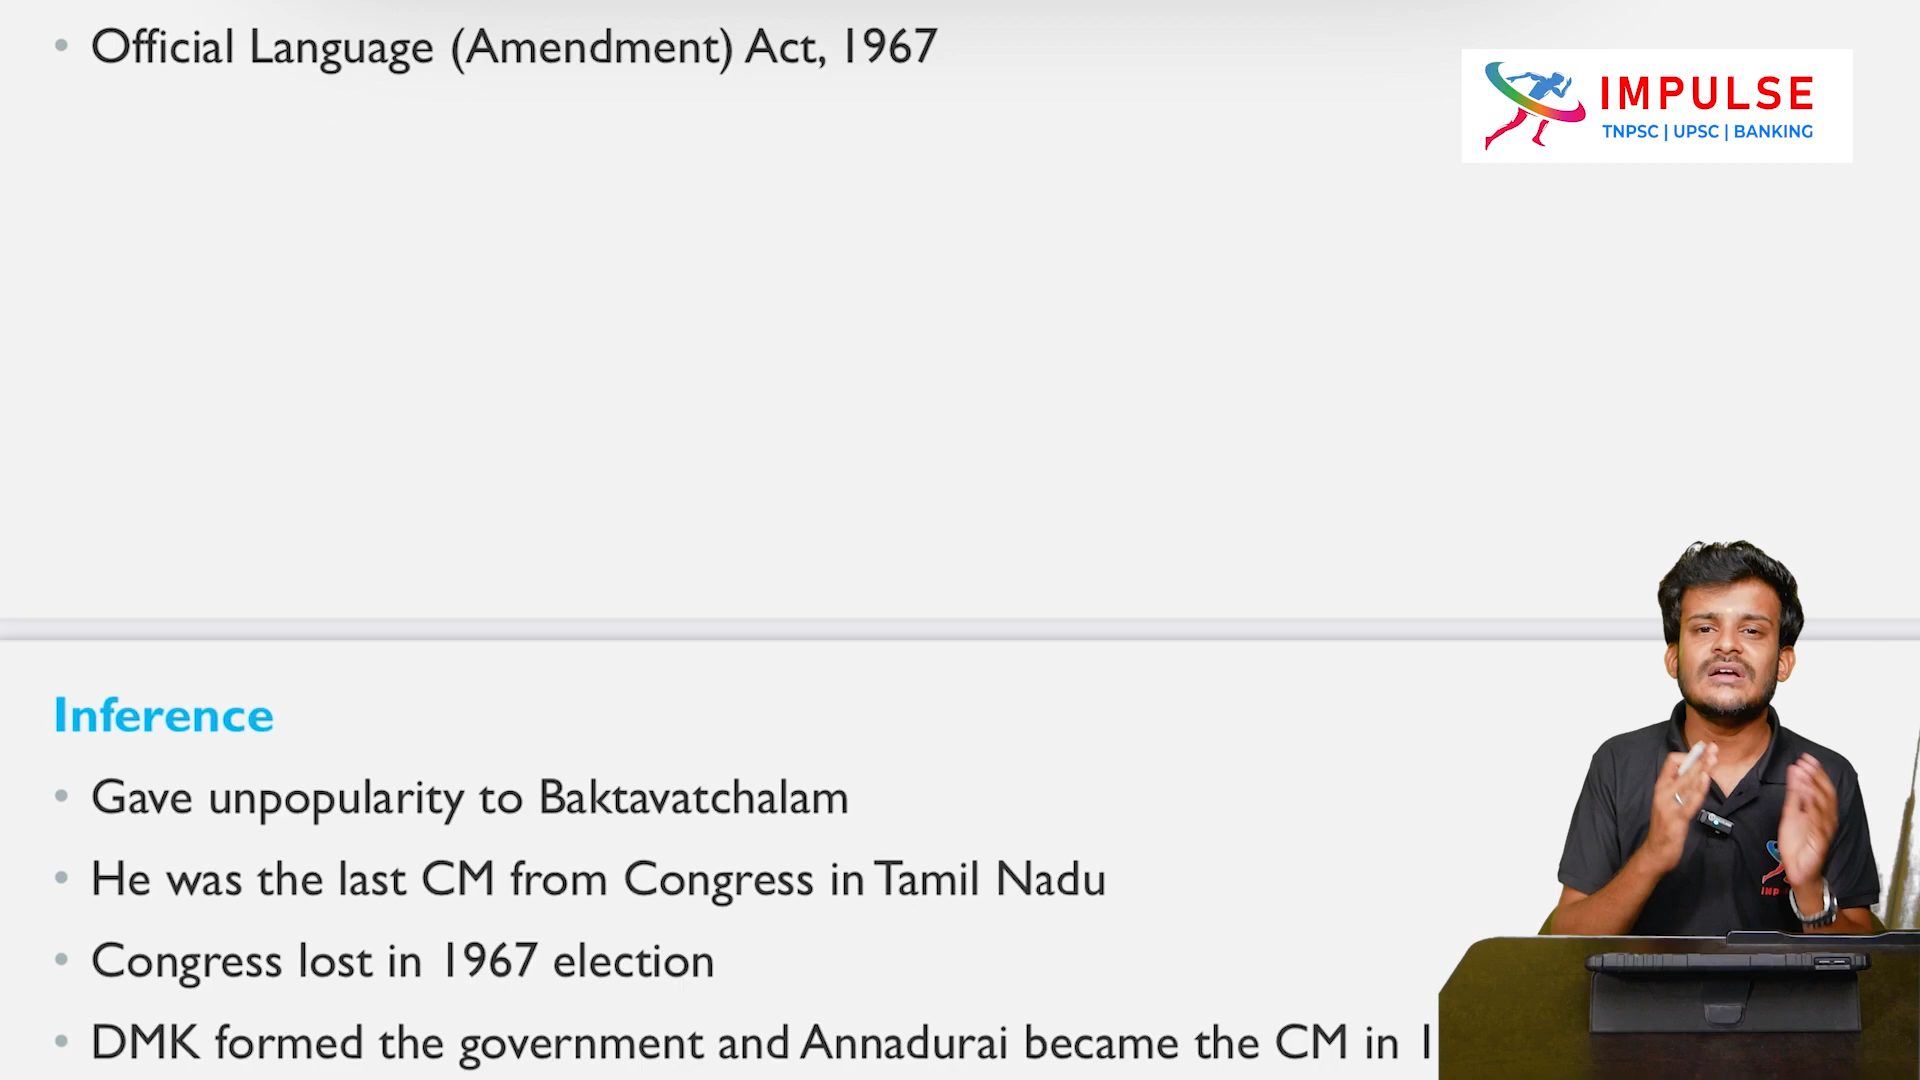 Official Language (Amendment) Act, 1967
IMPULSE
TNPSC | UPSC | BANKING
Inference
Gave unpopularity to Baktavatchalam
He was the last CM from Congress in Tamil Nadu
Congress lost in 1967 election
DMK formed the government and Annadurai became the CM in 1